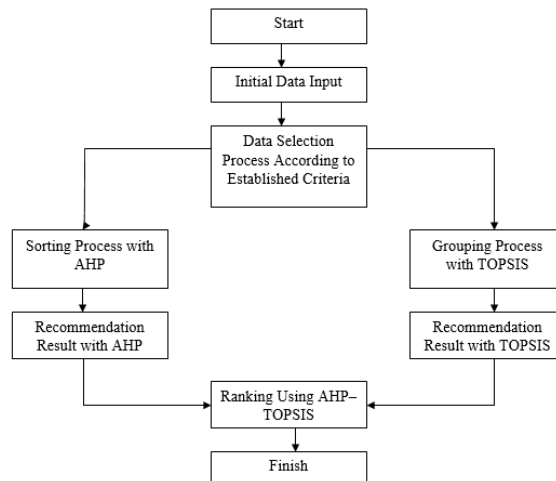 Start
Initial Data Input
Data Selection
Process According to
Established Criteria
Sorting Process with
AHP
Grouping Process
with TOPSIS
Recommendation
Result with AHP
Recommendation
Result with TOPSIS
Ranking Using AHP–
TOPSIS
Finish